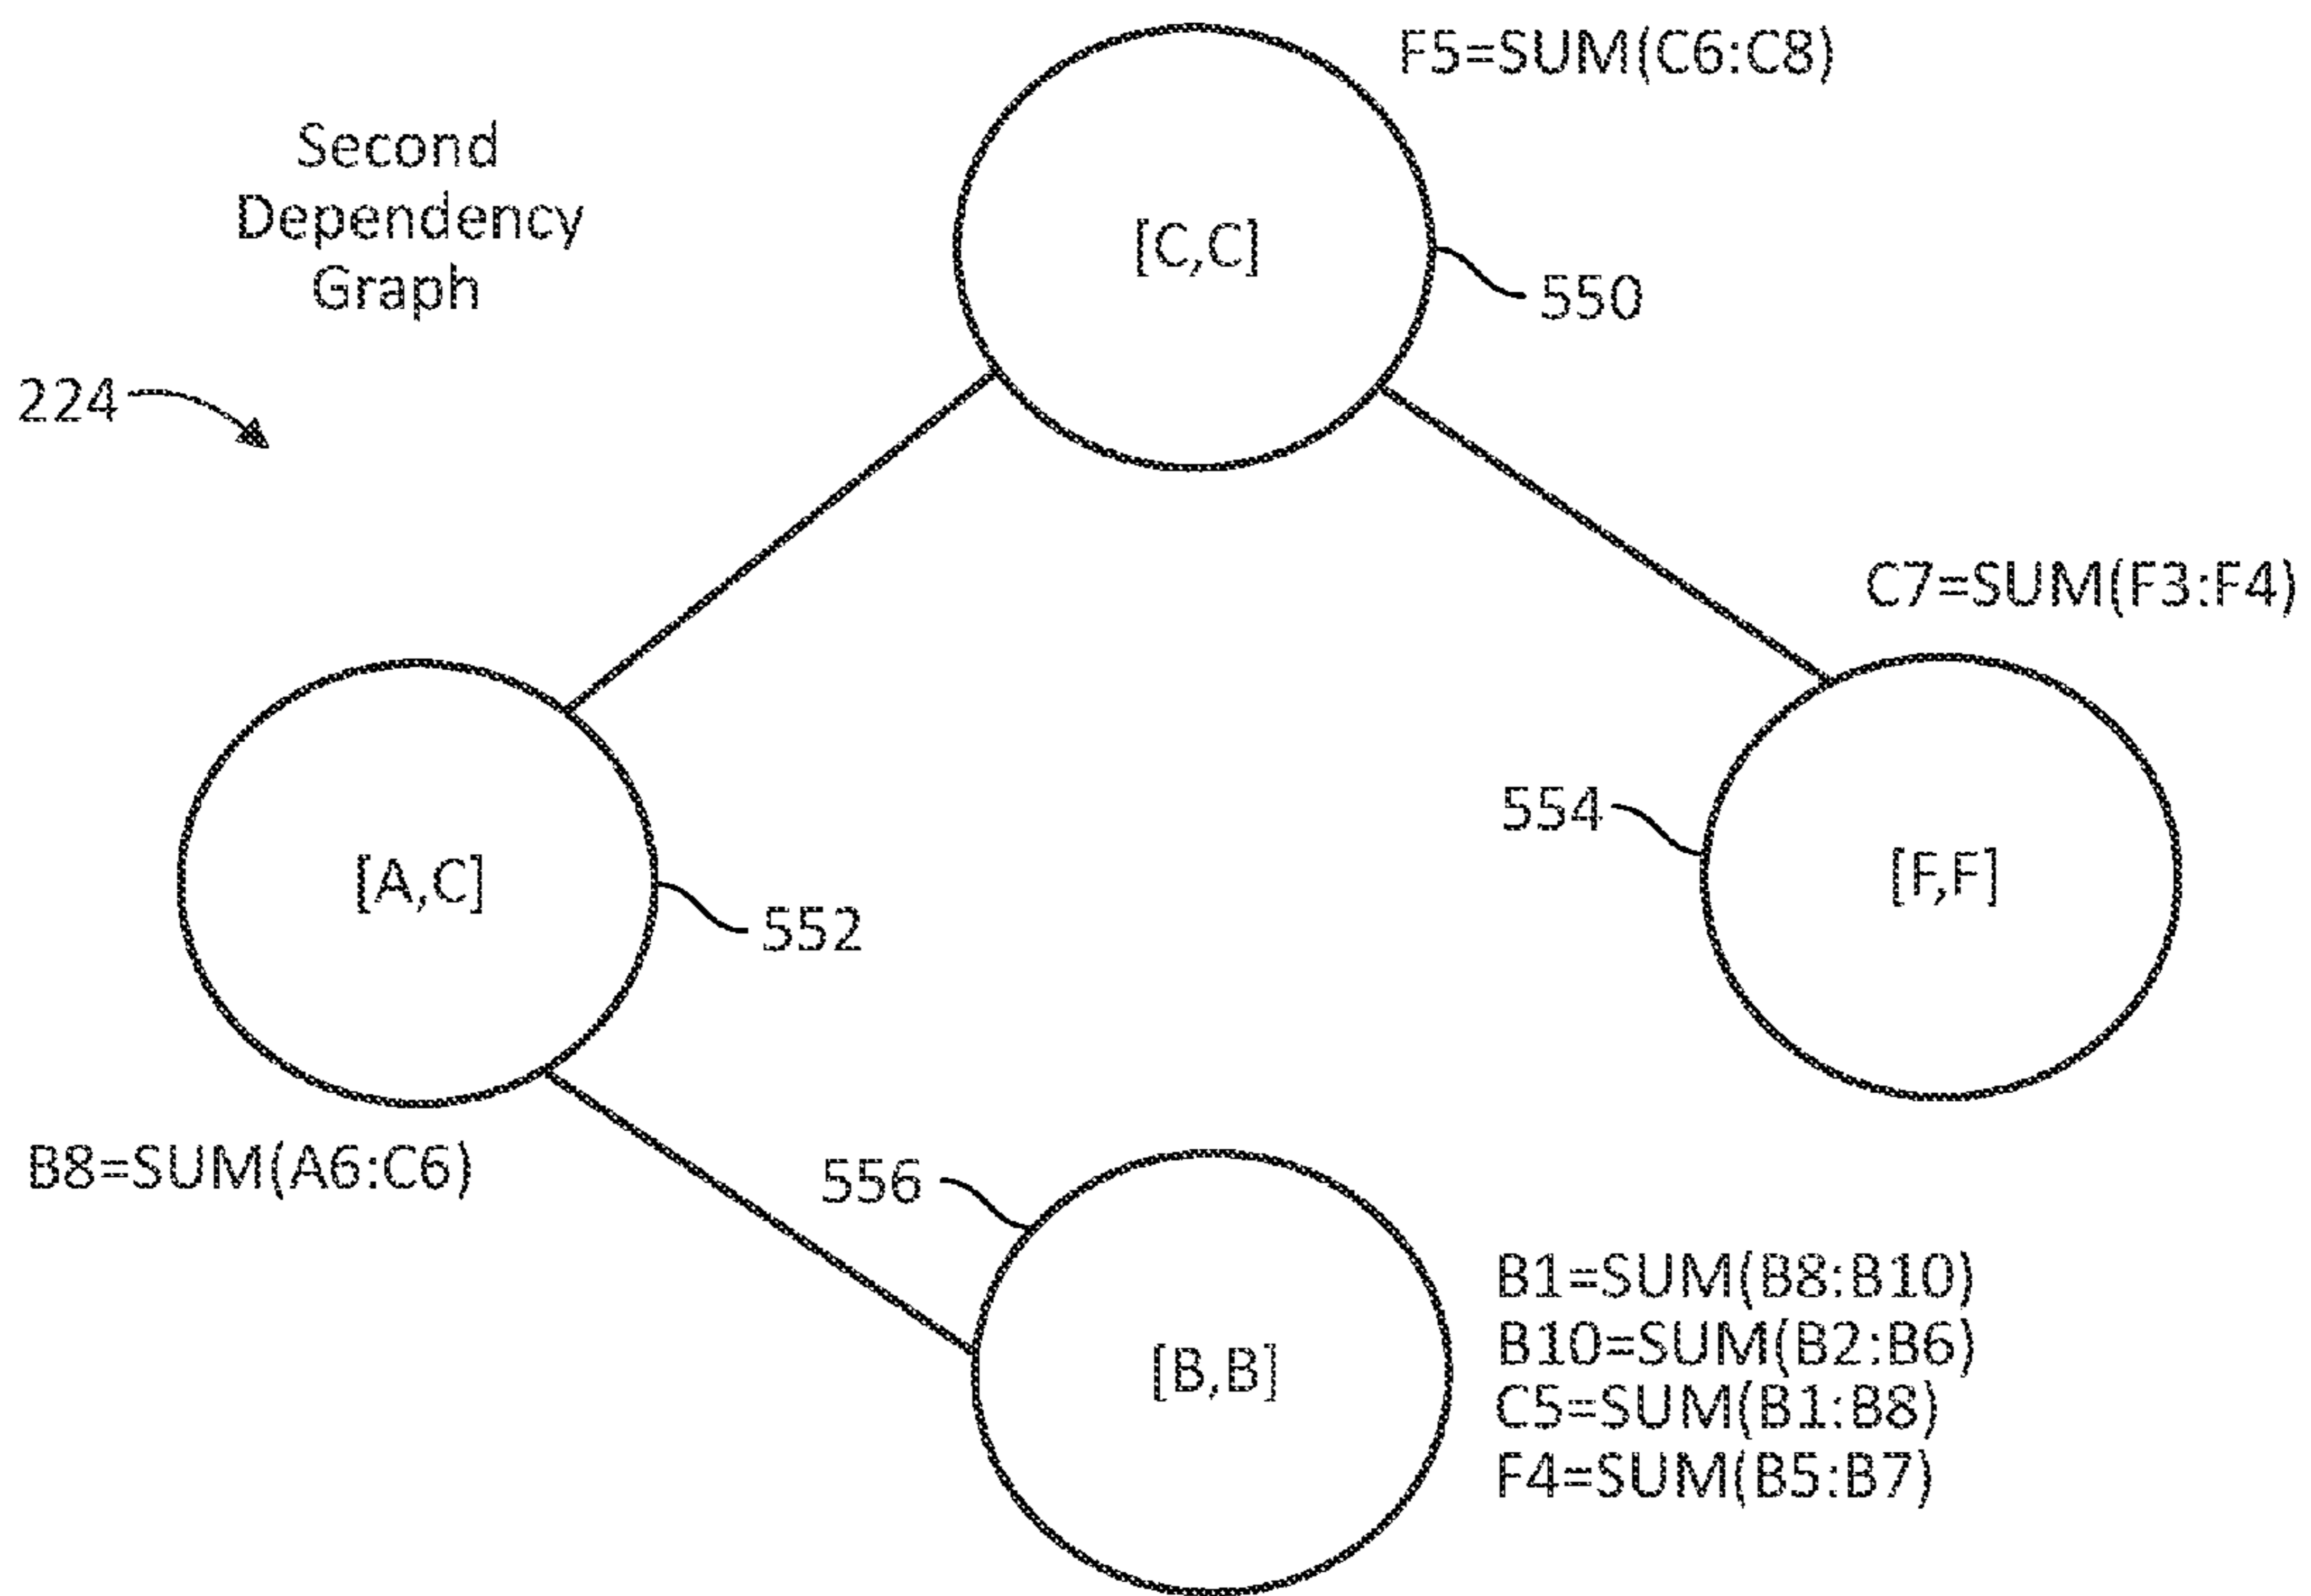 F5=SUM(C6:C8)
Second
Dependency
Graph
[C,C]
550
224
C7=SUM(F3:F4)
554
[A,C]
[F,F]
552
B8=SUM(A6:C6)
556
B1=SUM(B8:B10)
B10=SUM(B2:B6)
[B,B]
C5=SUM(B1:B8)
F4=SUM(B5:B7)